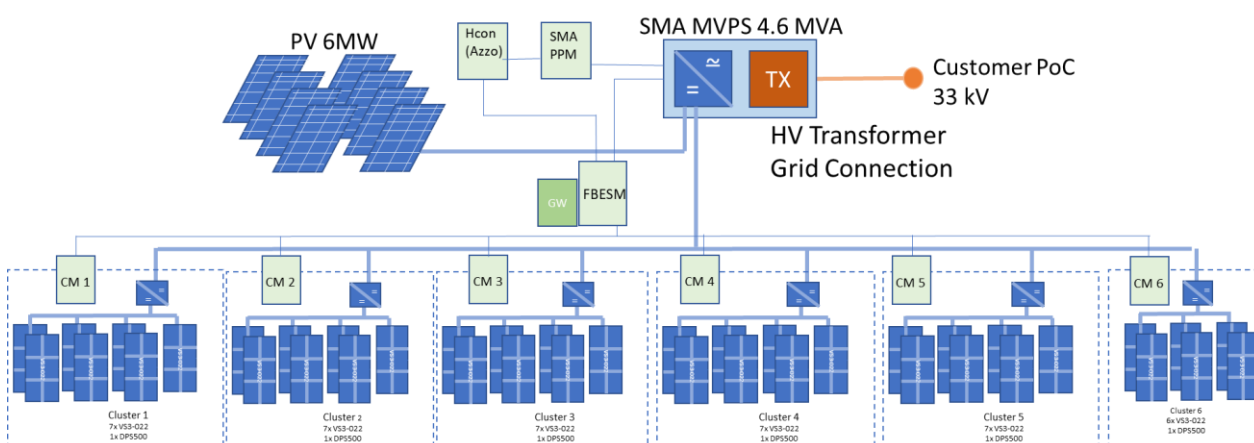 PV 6MW
Hcon
(Azzo)
SMA
PPM
SMA MVPS 4.6 MVA
TX
Customer PoC
33 kV
HV Transformer
Grid Connection
GW
FBESM
CM 1
CM 2
CM 3
CM 4
CM 5
CM 6
Cluster 1
7x VS3-022
1x DPS500
Cluster 2
7x VS3-022
1x DPS500
Cluster 3
7x VS3-022
1x DPS500
Cluster 4
7x VS3-022
1x DPS500
Cluster 5
7x VS3-022
1x DPS500
Cluster 6
6x VS3-022
1x DPS500